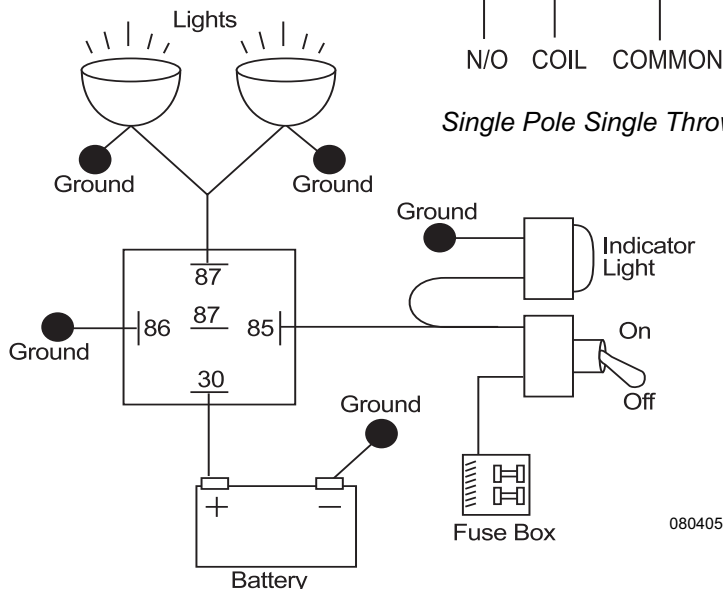 Lights
N/O COIL COMMON
Single Pole Single Throw
Ground
Ground
Ground
Indicator
Light
87
86 87 85
Ground
On
30
Off
Ground
+ −
Fuse Box
080405
Battery